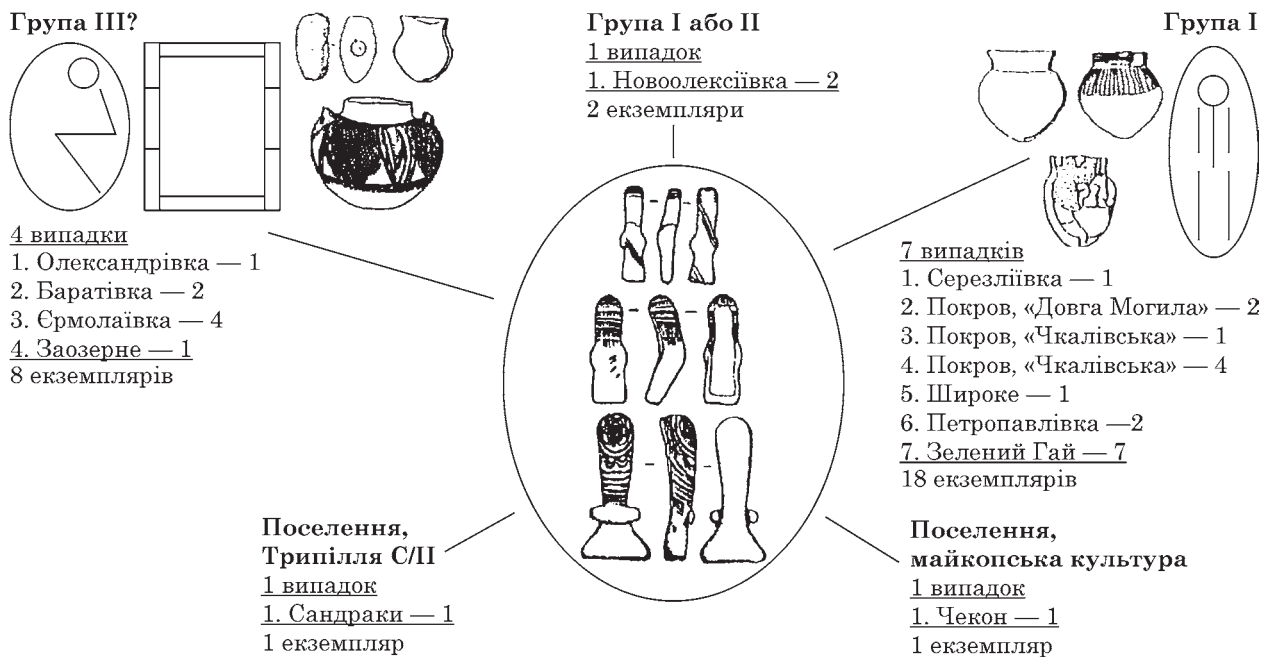 Група III?
4 випадки
1. Олександрівка — 1
2. Баратівка — 2
3. Єрмолаївка — 4
4. Заозерне — 1
8 екземплярів
Група I або II
1 випадок
1. Новоолексіївка — 2
2 екземпляри
Група I
7 випадків
1. Серезліївка — 1
2. Покров, «Довга Могила» — 2
3. Покров, «Чкалівська» — 1
4. Покров, «Чкалівська» — 4
5. Широке — 1
6. Петропавлівка —2
7. Зелений Гай — 7
18 екземплярів
Поселення,
Трипілля С/II
1 випадок
1. Сандраки — 1
1 екземпляр
Поселення,
майкопська культура
1 випадок
1. Чекон — 1
1 екземпляр